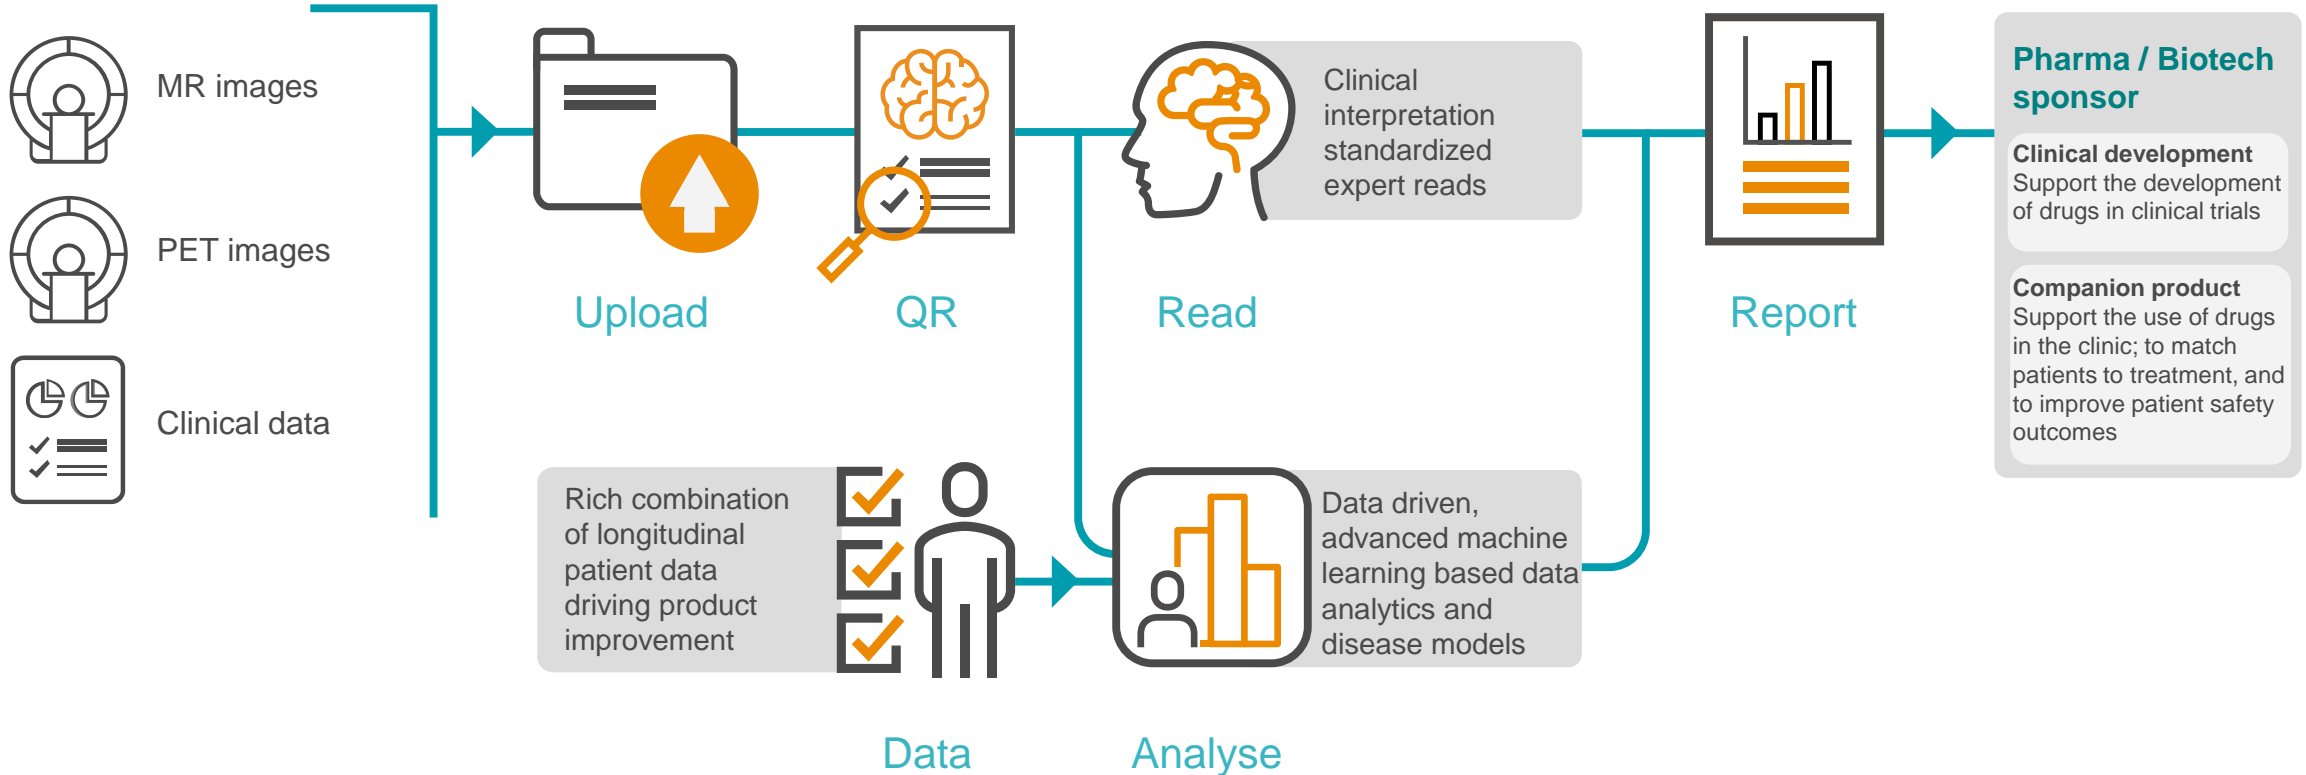 MR images
PET images
Clinical data
Upload
QR
Read
Clinical
interpretation
standardized
expert reads
Report
Pharma / Biotech
sponsor
Clinical development
Support the development
of drugs in clinical trials
Companion product
Support the use of drugs
in the clinic; to match
patients to treatment, and
to improve patient safety
outcomes
Rich combination
of longitudinal
patient data
driving product
improvement
Data
Data driven,
advanced machine
learning based data
analytics and
disease models
Analyse